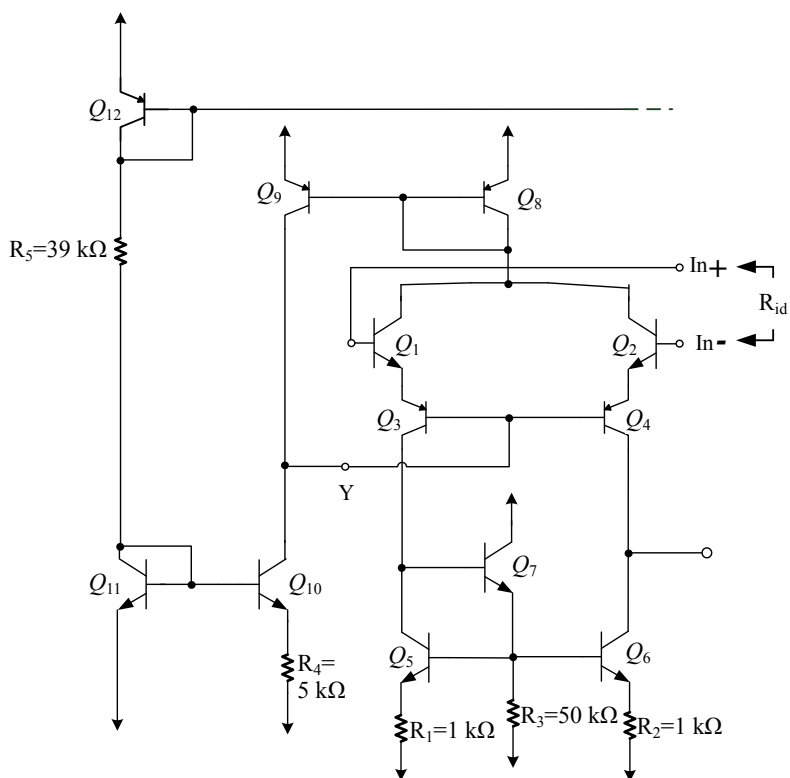 Q12
Q9
Q8
R5=39 kΩ
In+
Rid
Q1
Q2
In-
Q3
Q4
Y
Q7
Q11
Q10
Q5
Q6
R4=
5 kΩ
R1=1 kΩ
R3=50 kΩ
R2=1 kΩ